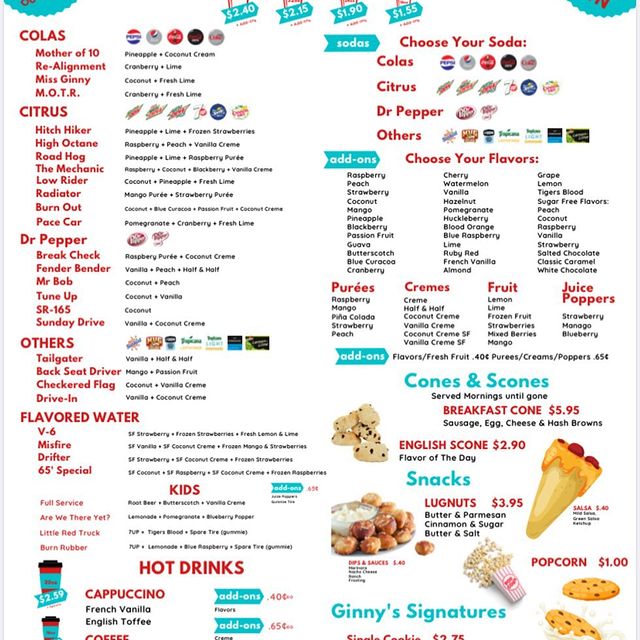 $2.40
$2.15
$1.90
$1.55
COLAS
Mother of 10 Pineapple + Coconut Cream
Re-Alignment Cranberry + Lime
Miss Ginny Coconut + Fresh Lime
M.O.T.R. Cranberry + Fresh Lime
CITRUS
Hitch Hiker Pineapple + Lime + Frozen Strawberries
High Octane Raspberry + Peach + Vanilla Creme
Road Hog Pineapple + Lime + Raspberry Purée
The Mechanic Raspberry + Coconut + Blackberry + Vanilla Creme
Low Rider Coconut + Pineapple + Fresh Lime
Radiator Mango Purée + Strawberry Purée
Burn Out Coconut + Blue Curacoa + Passion Fruit + Coconut Creme
Pace Car Pomegranate + Cranberry + Fresh Lime
Dr Pepper
Break Check Raspbery Purée + Coconut Creme
Fender Bender Vanilla + Peach + Half & Half
Mr Bob Coconut + Peach
Tune Up Coconut + Vanilla
SR-165 Coconut
Sunday Drive Vanilla + Coconut Creme
OTHERS
Tailgater Vanilla + Half & Half
Back Seat Driver Mango + Passion Fruit
Checkered Flag Coconut + Vanilla Creme
Drive-In Vanilla + Coconut Creme
FLAVORED WATER
V-6 SF Strawberry + Frozen Strawberries + Fresh Lemon & Lime
Misfire SF Vanilla + SF Coconut Creme + Frozen Mango & Strawberries
Drifter SF Strawberry + SF Coconut Creme + Frozen Strawberries
65' Special SF Coconut + SF Raspberry + SF Coconut Creme + Frozen Raspberries
KIDS
add-ons .65¢
Juice Poppers
Gummie Tire
Full Service Root Beer + Butterscotch + Vanilla Creme
Are We There Yet? Lemonade + Pomegranate + Blueberry Popper
Little Red Truck 7UP + Tigers Blood + Spare Tire (gummie)
Burn Rubber 7UP + Lemonade + Blue Raspberry + Spare Tire (gummie)
HOT DRINKS
20oz
$2.59
CAPPUCCINO
French Vanilla
English Toffee
add-ons .40¢
Flavors
add-ons .65¢
Creme
COFFEE
sodas Choose Your Soda:
Colas
Citrus
Dr Pepper
Others
add-ons Choose Your Flavors:
Raspberry
Peach
Strawberry
Coconut
Mango
Pineapple
Blackberry
Passion Fruit
Guava
Butterscotch
Blue Curacoa
Cranberry
Cherry
Watermelon
Vanilla
Hazelnut
Pomegranate
Huckleberry
Blood Orange
Blue Raspberry
Lime
Ruby Red
French Vanilla
Almond
Grape
Lemon
Tigers Blood
Sugar Free Flavors:
Peach
Coconut
Raspberry
Vanilla
Strawberry
Salted Chocolate
Classic Caramel
White Chocolate
Purées
Raspberry
Mango
Piña Colada
Strawberry
Peach
Cremes
Creme
Half & Half
Coconut Creme
Vanilla Creme
Coconut Creme SF
Vanilla Creme SF
Fruit
Lemon
Lime
Frozen Fruit
Strawberries
Mixed Berries
Mango
Juice Poppers
Strawberry
Manago
Blueberry
add-ons Flavors/Fresh Fruit .40¢ Purees/Creams/Poppers .65¢
Cones & Scones
Served Mornings until gone
BREAKFAST CONE $5.95
Sausage, Egg, Cheese & Hash Browns
ENGLISH SCONE $2.90
Flavor of The Day
Snacks
LUGNUTS $3.95
Butter & Parmesan
Cinnamon & Sugar
Butter & Salt
SALSA $.40
Mild Salsa,
Green Salsa
Ketchup
DIPS & SAUCES $.40
Marinara
Nacho Cheese
Ranch
Frosting
POPCORN $1.00
Ginny's Signatures
Single Cookie $2.75